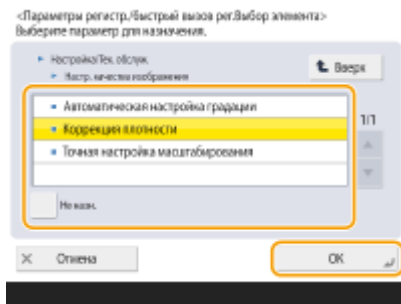 <Параметры регистр./быстрый вызов рег.Выбор элемента>
Выберите параметр для назначения.
Настройка/Тех. обслуж.
Настр. качества изображения
Вверх
Автоматическая настройка градации
Коррекция плотности
Точная настройка масштабирования
1/1
Не назн.
Отмена
OK